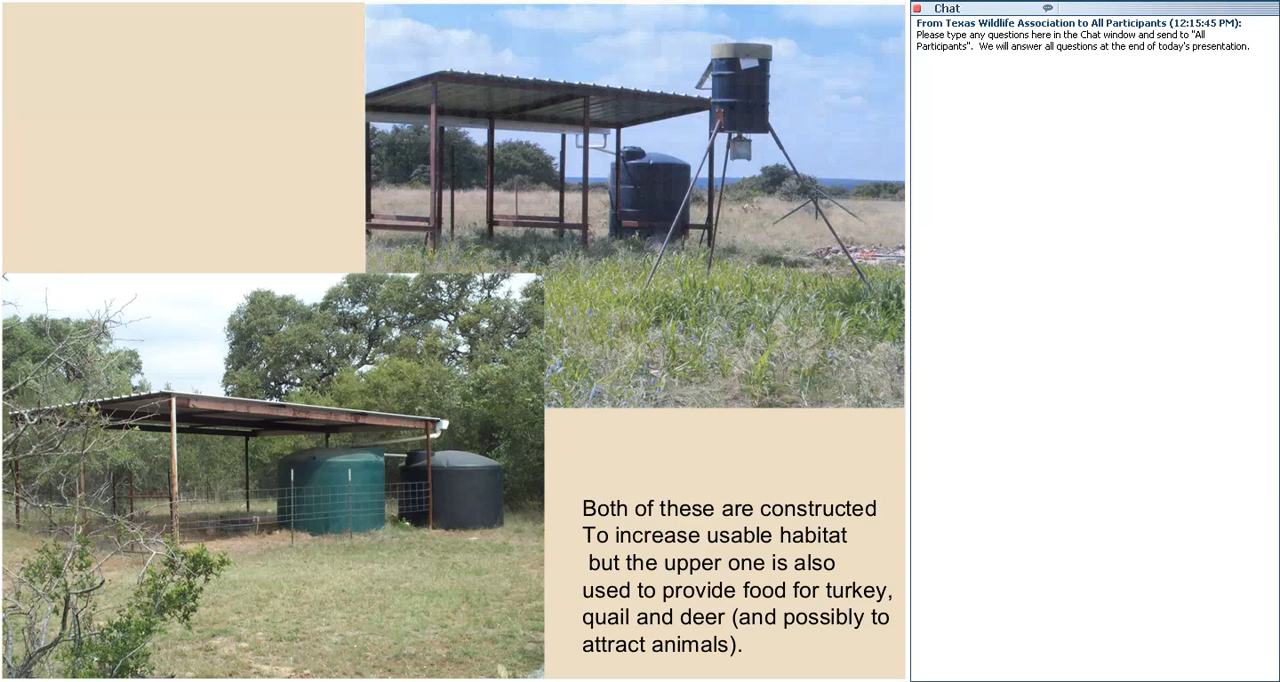 Chat
From Texas Wildlife Association to All Participants (12:15:45 PM):
Please type any questions here in the Chat window and send to "All
Participants".  We will answer all questions at the end of today's presentation.
Both of these are constructed
To increase usable habitat
but the upper one is also
used to provide food for turkey,
quail and deer (and possibly to
attract animals).